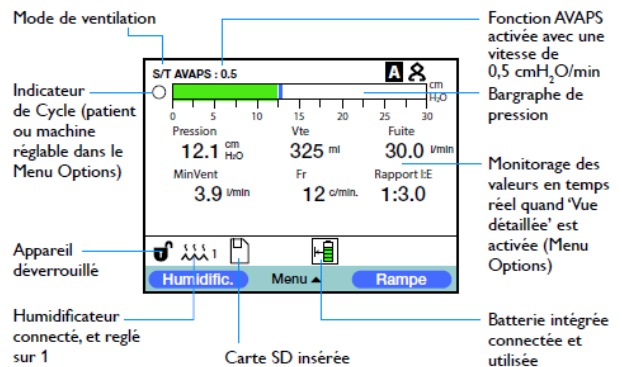 Mode de ventilation
Fonction AVAPS
activée avec une
vitesse de
0,5 cmH2O/min
Indicateur
de Cycle (patient
ou machine
réglable dans le
Menu Options)
S/T AVAPS : 0.5
A
cm
H2O
0 5 10 15 20 25 30
Bargraphe de
pression
Pression Vte Fuite
12.1 cm H2O 325 ml 30.0 l/min
MinVent Fr Rapport I:E
3.9 l/min 12 c/min. 1:3.0
Monitorage des
valeurs en temps
réel quand ‘Vue
détaillée’ est
activée (Menu
Options)
Appareil
déverrouillé
1
Humidific. Menu Rampe
Humidificateur
connecté, et reglé
sur 1
Carte SD insérée
Batterie intégrée
connectée et
utilisée